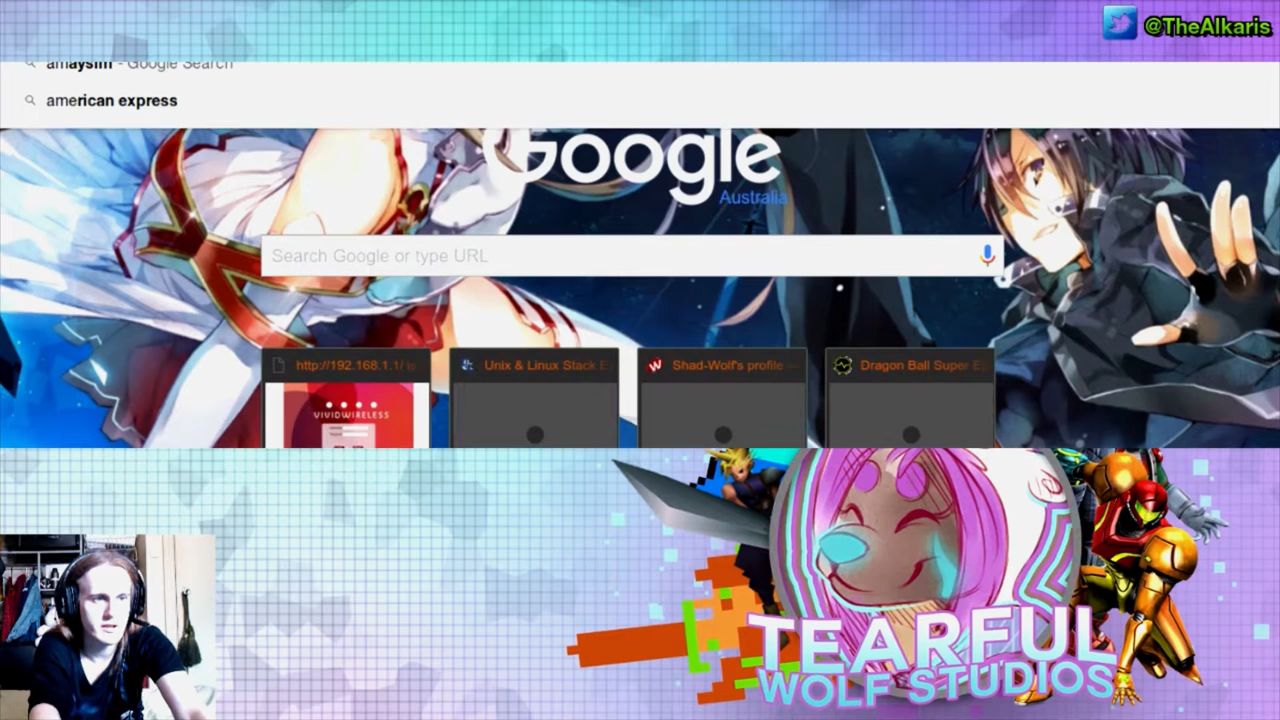 @TheAlkaris
amaysim - Google Search
american express
Google
Australia
Search Google or type URL
http://192.168.1.1/
Unix & Linux Stack E
Shad-Wolf's profile —
Dragon Ball Super Ep
VIVIDWIRELESS
TEARFUL
WOLF STUDIOS